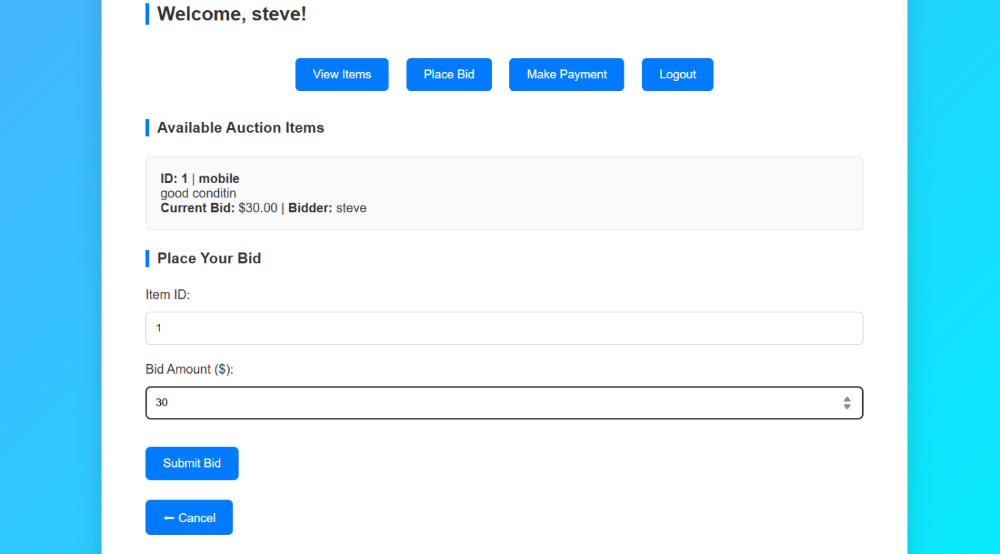 Welcome, steve!
View Items Place Bid Make Payment Logout
Available Auction Items
ID: 1 | mobile
good conditin
Current Bid: $30.00 | Bidder: steve
Place Your Bid
Item ID:
1
Bid Amount ($):
30
Submit Bid
← Cancel